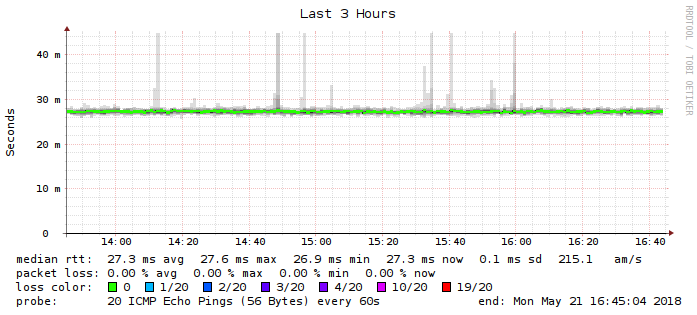 Last 3 Hours
RRDTOOL / TOBI OETIKER
Seconds
40 m
30 m
20 m
10 m
0
14:00 14:20 14:40 15:00 15:20 15:40 16:00 16:20 16:40
median rtt: 27.3 ms avg 27.6 ms max 26.9 ms min 27.3 ms now 0.1 ms sd 215.1 am/s
packet loss: 0.00 % avg 0.00 % max 0.00 % min 0.00 % now
loss color: 0 1/20 2/20 3/20 4/20 10/20 19/20
probe: 20 ICMP Echo Pings (56 Bytes) every 60s end: Mon May 21 16:45:04 2018